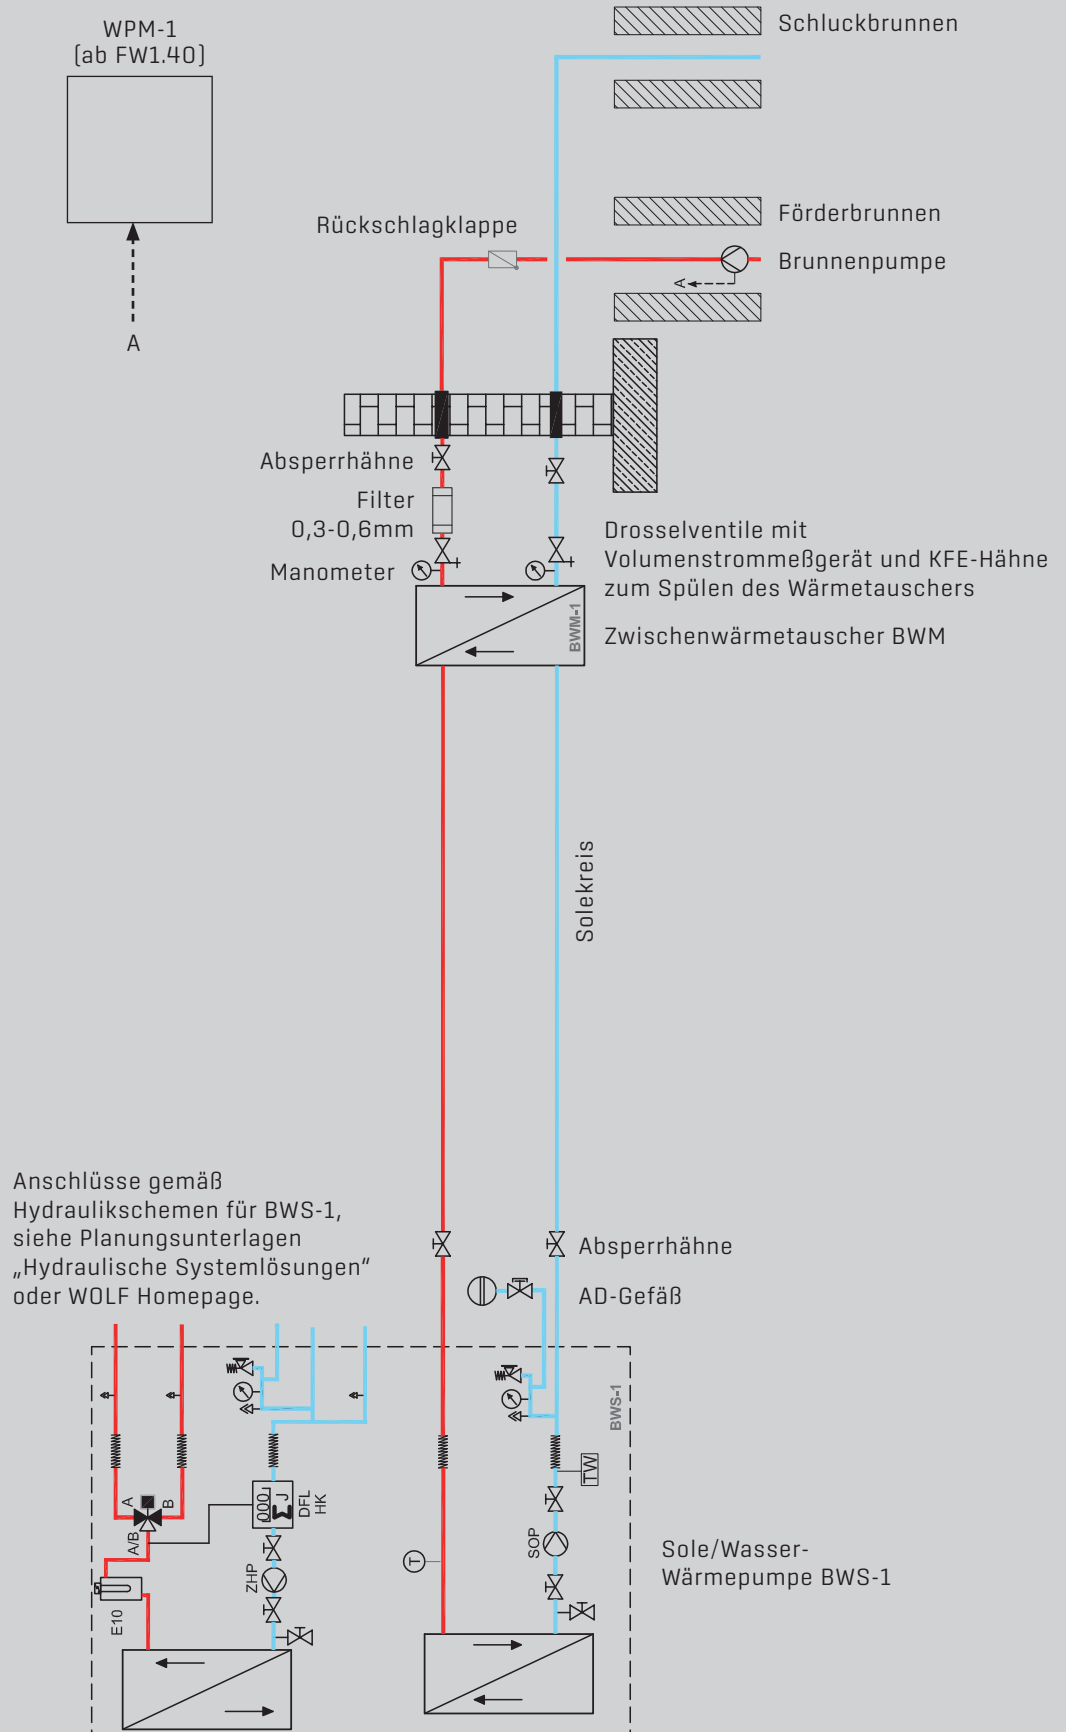 WPM-1
(ab FW1.40)
A
Schluckbrunnen
Förderbrunnen
Rückschlagklappe
Brunnenpumpe
A
Absperrhähne
Filter
0,3-0,6mm
Manometer
Drosselventile mit
Volumenstrommeßgerät und KFE-Hähne
zum Spülen des Wärmetauschers
BWM-1
Zwischenwärmetauscher BWM
Solekreis
Anschlüsse gemäß
Hydraulikschemen für BWS-1,
siehe Planungsunterlagen
„Hydraulische Systemlösungen“
oder WOLF Homepage.
Absperrhähne
AD-Gefäß
BWS-1
TW
A
B
A/B
000
Σ J
DFL
HK
ZHP
E10
T
SOP
Sole/Wasser-
Wärmepumpe BWS-1